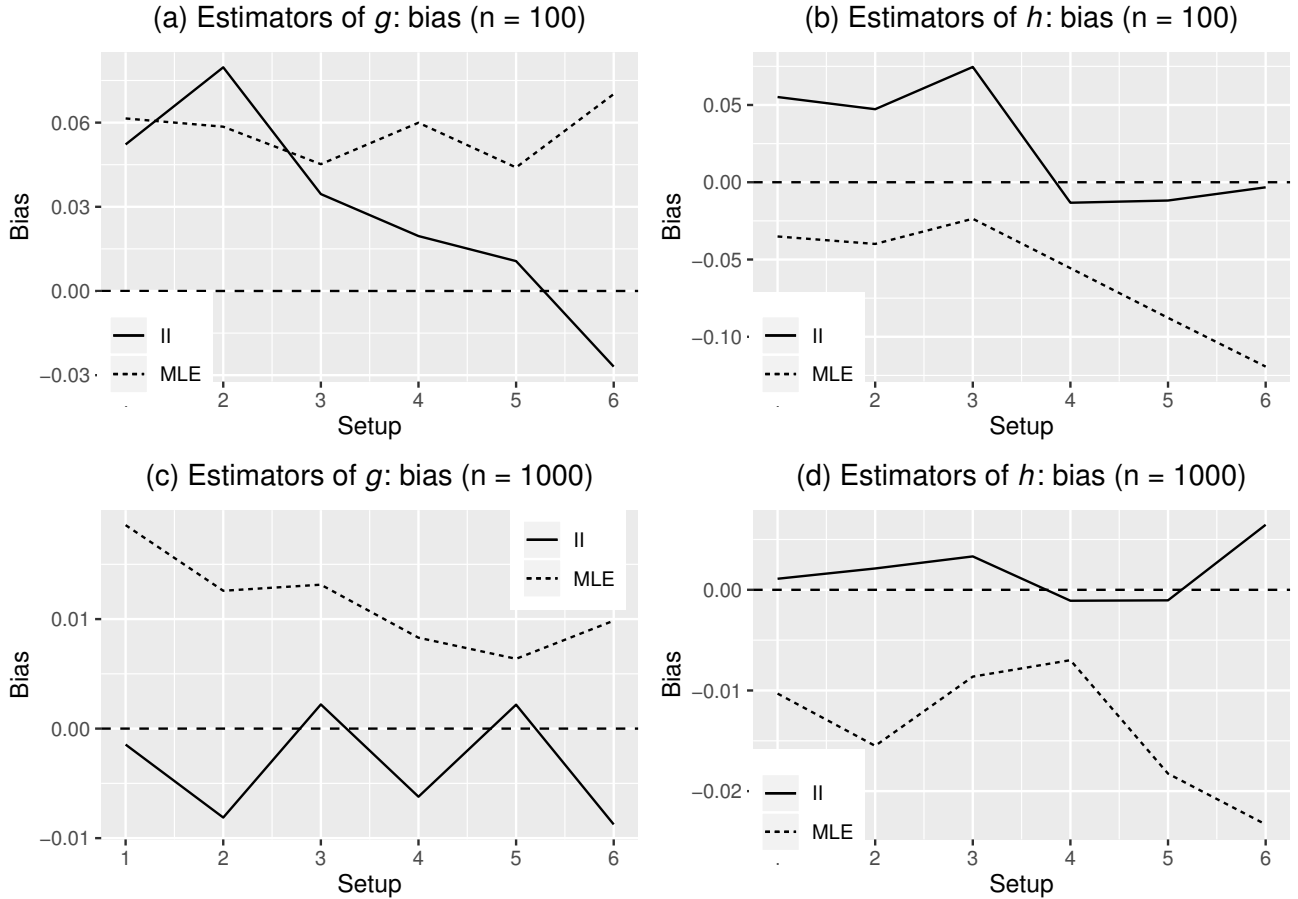 (a) Estimators of g: bias (n = 100)
0.06
0.03
0.00
−0.03
Bias
II
MLE
2 3 4 5 6
Setup
(b) Estimators of h: bias (n = 100)
0.05
0.00
−0.05
−0.10
Bias
II
MLE
2 3 4 5 6
Setup
(c) Estimators of g: bias (n = 1000)
0.01
0.00
−0.01
Bias
II
MLE
1 2 3 4 5 6
Setup
(d) Estimators of h: bias (n = 1000)
0.00
−0.01
−0.02
Bias
II
MLE
2 3 4 5 6
Setup